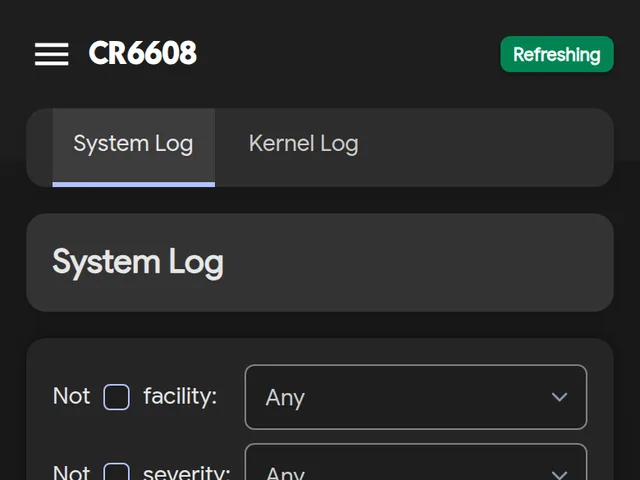 CR6608
Refreshing
System Log
Kernel Log
System Log
Not facility: Any
Not severity: Any